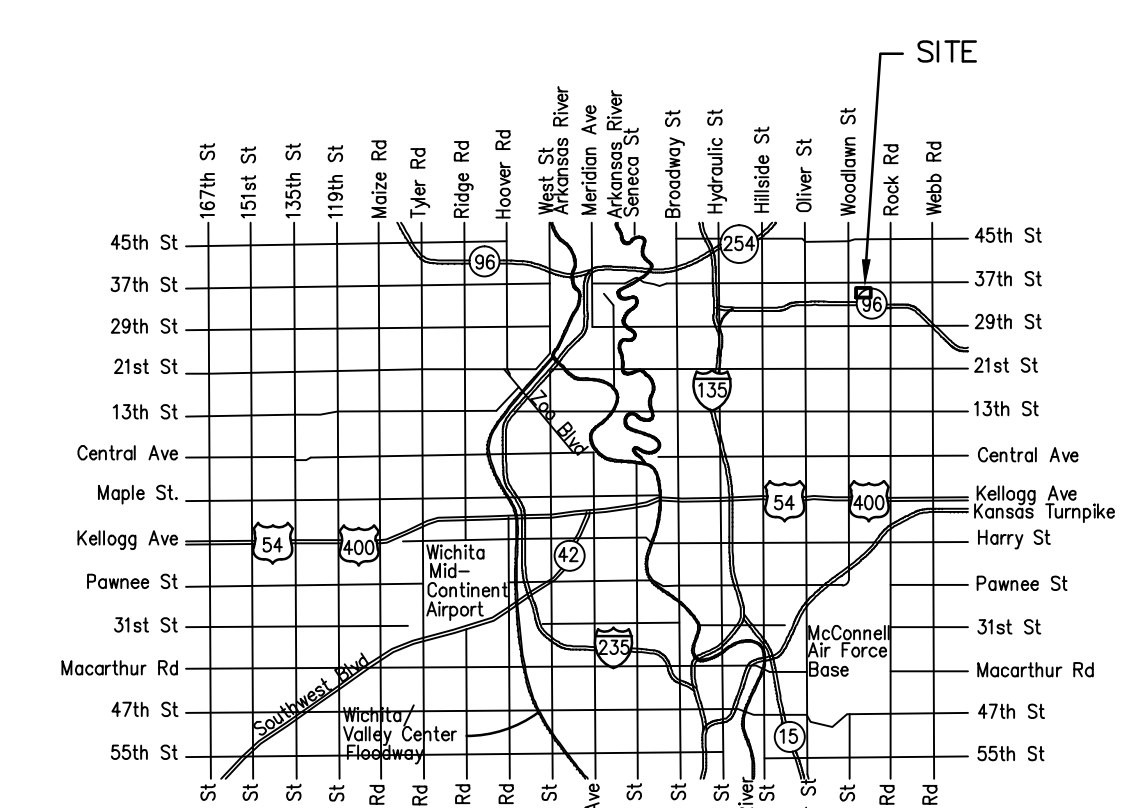 SITE
167th St
151st St
135th St
119th St
Maize Rd
Tyler Rd
Ridge Rd
Hoover Rd
West St
Arkansas River
Meridian Ave
Arkansas River
Seneca St
Broadway St
Hydraulic St
Hillside St
Oliver St
Woodlawn St
Rock Rd
Webb Rd
45th St
254
45th St
96
37th St
37th St
96
29th St
29th St
21st St
21st St
135
13th St
Zoo Blvd
13th St
Central Ave
Central Ave
Maple St.
54
400
Kellogg Ave
Kansas Turnpike
Kellogg Ave
54
400
Harry St
42
Wichita
Mid-
Continent
Airport
Pawnee St
Pawnee St
31st St
31st St
235
McConnell
Air Force
Base
Macarthur Rd
Macarthur Rd
Southwest Blvd
47th St
47th St
Wichita/
Valley Center
Floodway
15
55th St
55th St
St
St
St
St
Rd
Rd
Rd
Rd
St
Ave
St
St
St
River
St
St
St
Rd
Rd